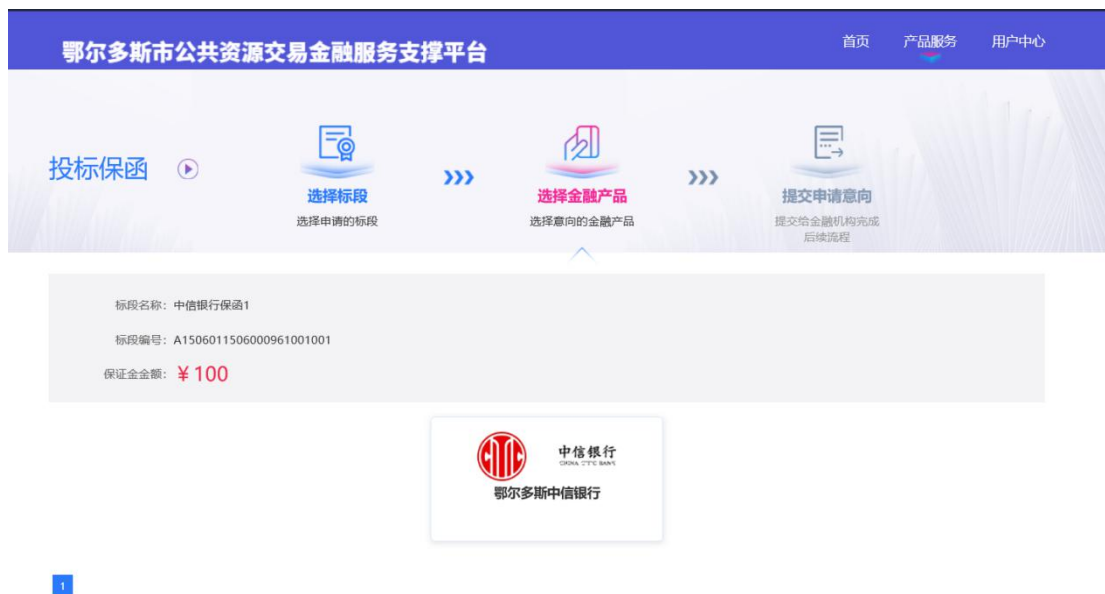 鄂尔多斯市公共资源交易金融服务支撑平台
首页 产品服务 用户中心
投标保函
选择标段
选择申请的标段
选择金融产品
选择意向的金融产品
提交申请意向
提交给金融机构完成
后续流程
标段名称: 中信银行保函1
标段编号: A1506011506000961001001
保证金金额: ￥100
中信银行
CHINA CITIC BANK
鄂尔多斯中信银行
1